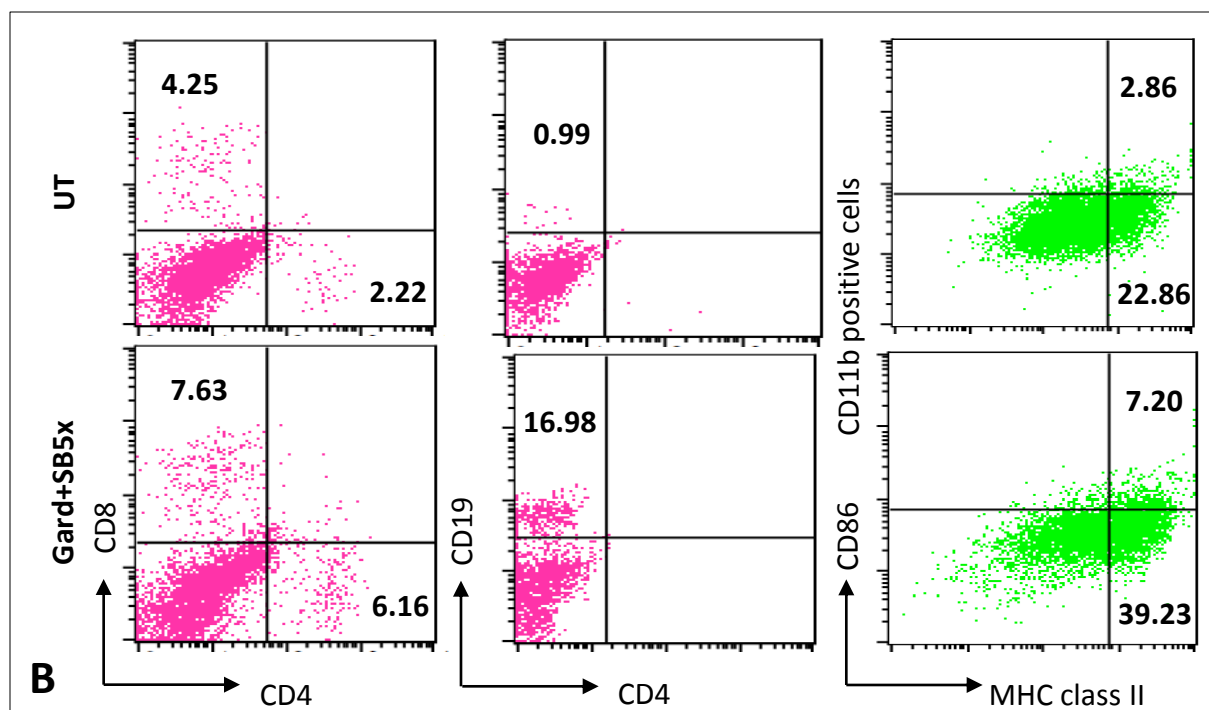 UT
4.25
2.22
0.99
CD11b positive cells
2.86
22.86
Gard+SB5x
CD8
7.63
6.16
CD4
CD19
16.98
CD4
CD86
7.20
39.23
MHC class II
B